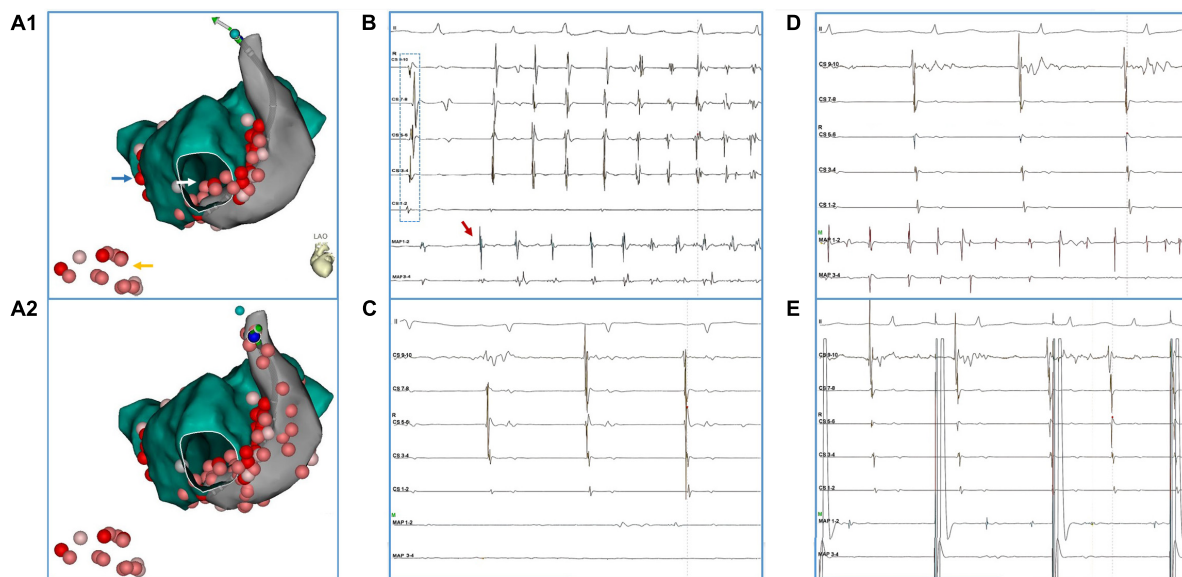 A1
LAO
A2
B
II
R
CS 9-10
CS 7-8
CS 5-6
CS 3-4
CS 1-2
MAP 1-2
MAP 3-4
C
II
CS 9-10
CS 7-8
R
CS 5-6
CS 3-4
CS 1-2
M
MAP 1-2
MAP 3-4
D
II
CS 9-10
CS 7-8
R
CS 5-6
CS 3-4
CS 1-2
M
MAP 1-2
MAP 3-4
E
II
CS 9-10
CS 7-8
R
CS 5-6
CS 3-4
CS 1-2
M
MAP 1-2
MAP 3-4